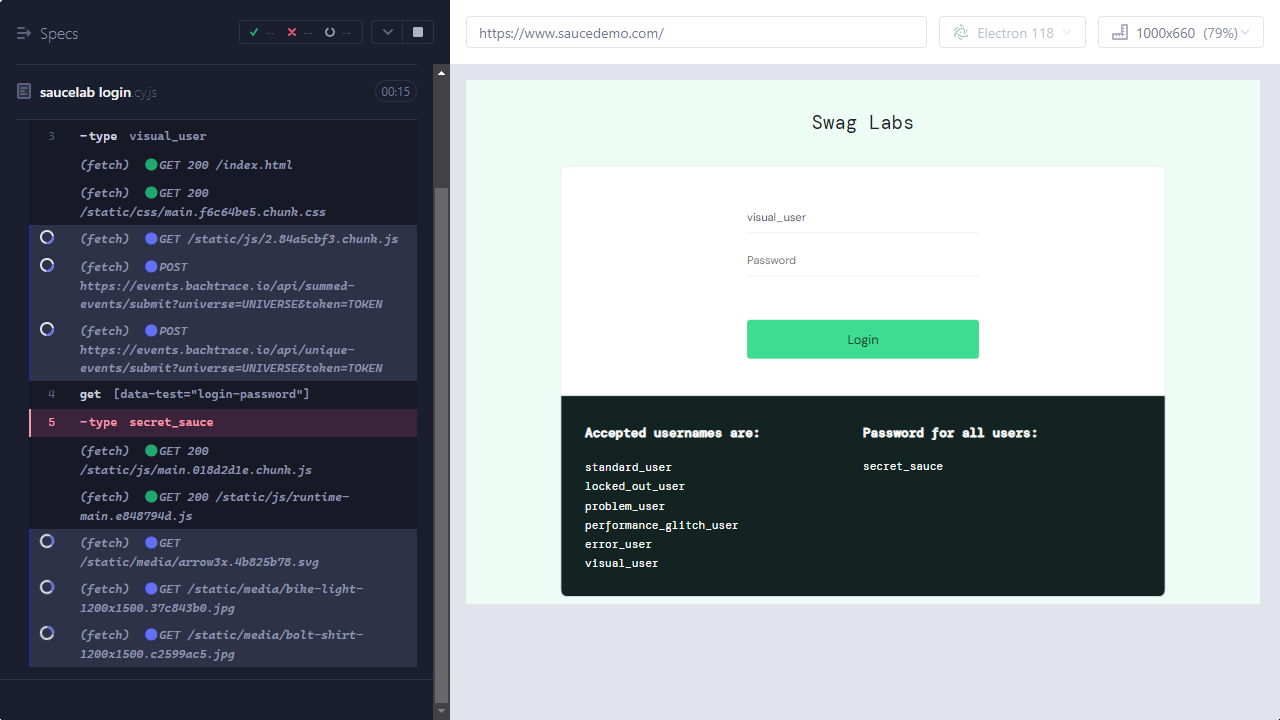 Specs
-- -- --
saucelab login.cy.js
00:15
3 -type visual_user
(fetch) GET 200 /index.html
(fetch) GET 200
/static/css/main.f6c64be5.chunk.css
(fetch) GET /static/js/2.84a5cbf3.chunk.js
(fetch) POST
https://events.backtrace.io/api/summed-
events/submit?universe=UNIVERSE&token=TOKEN
(fetch) POST
https://events.backtrace.io/api/unique-
events/submit?universe=UNIVERSE&token=TOKEN
4 get [data-test="login-password"]
5 -type secret_sauce
(fetch) GET 200
/static/js/main.018d2d1e.chunk.js
(fetch) GET 200 /static/js/runtime-
main.e848794d.js
(fetch) GET
/static/media/arrow3x.4b825b78.svg
(fetch) GET /static/media/bike-light-
1200x1500.37c843b0.jpg
(fetch) GET /static/media/bolt-shirt-
1200x1500.c2599ac5.jpg
https://www.saucedemo.com/
Electron 118
1000x660 (79%)
Swag Labs
visual_user
Password
Login
Accepted usernames are:
standard_user
locked_out_user
problem_user
performance_glitch_user
error_user
visual_user
Password for all users:
secret_sauce